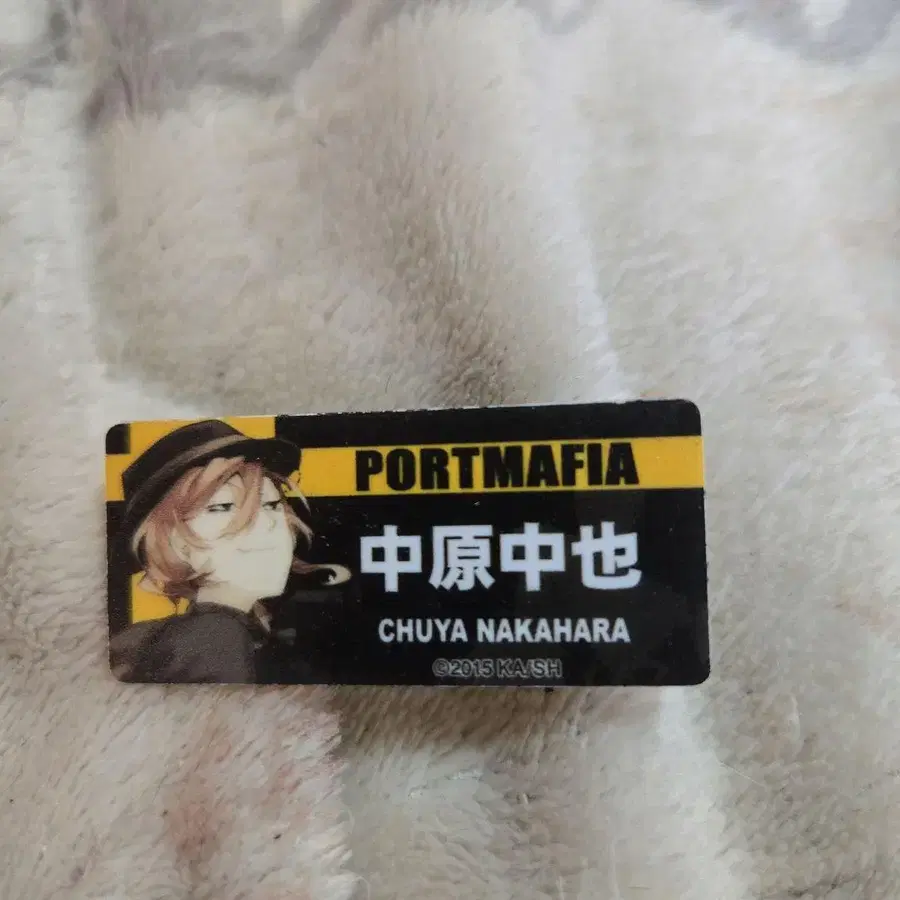 PORTMAFIA
中原中也
CHUYA NAKAHARA
©2015 KA/SH